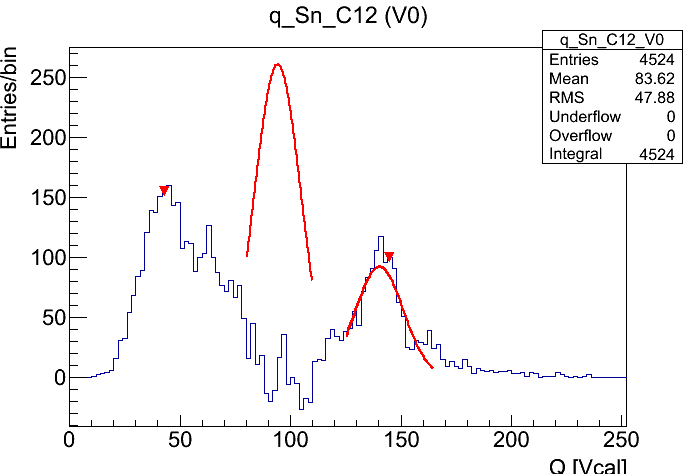 q_Sn_C12 (V0)
q_Sn_C12_V0
Entries 4524
Mean 83.62
RMS 47.88
Underflow 0
Overflow 0
Integral 4524
Entries/bin
250
200
150
100
50
0
0 50 100 150 200 250
Q [Vcal]